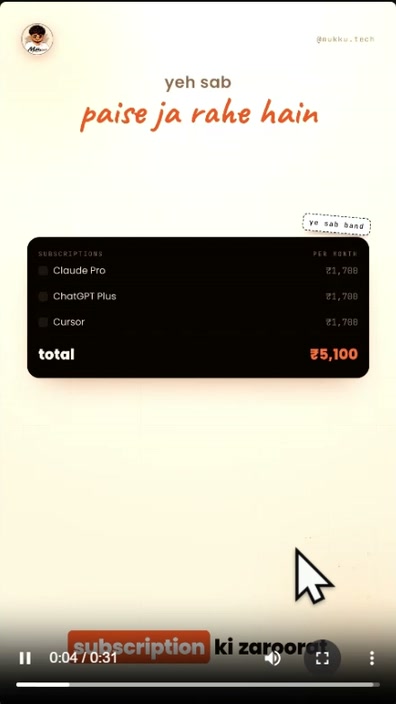 @mukku.tech
yeh sab
paise ja rahe hain
ye sab band
SUBSCRIPTIONS PER MONTH
Claude Pro ₹1,700
ChatGPT Plus ₹1,700
Cursor ₹1,700
total ₹5,100
subscription ki zaroorat
0:04 / 0:31